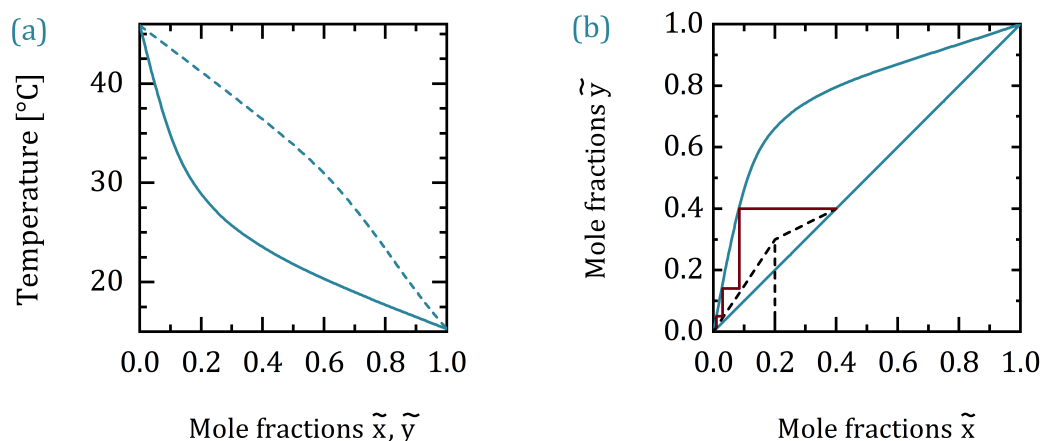 (a)
Temperature [°C]
40
30
20
0.0 0.2 0.4 0.6 0.8 1.0
Mole fractions x̃, ỹ
(b)
Mole fractions ỹ
1.0
0.8
0.6
0.4
0.2
0.0
0.0 0.2 0.4 0.6 0.8 1.0
Mole fractions x̃